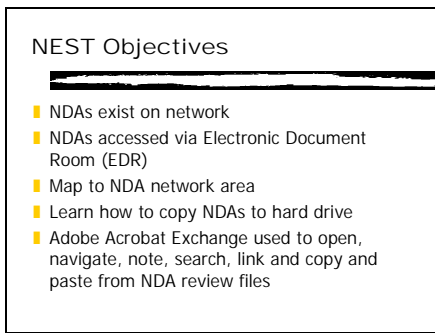 NEST Objectives
NDAs exist on network
NDAs accessed via Electronic Document
Room (EDR)
Map to NDA network area
Learn how to copy NDAs to hard drive
Adobe Acrobat Exchange used to open,
navigate, note, search, link and copy and
paste from NDA review files